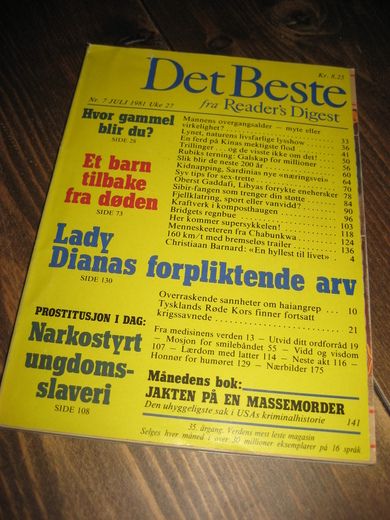 Det Beste
Kr. 8.25
fra Reader's Digest
Nr. 7 JULI 1981 Uke 27
Hvor gammel
blir du?
SIDE 28
Et barn
tilbake
fra døden
SIDE 73
Mannens overgangsalder — myte eller
virkelighet? 33
Lynet, naturens livsfarlige lysshow 36
En ferd på Kinas mektigste flod 41
Trillinger . . . og de visste ikke om det!
Rubiks terning: Galskap for millioner 56
Slik blir de neste 200 år 60
Kidnapping, Sardinias nye «næringsvei» 64
Syv tips for sex-trette 70
Oberst Gaddafi, Libyas forrykte enehersker 78
Sibir-fangen som trenger din støtte 84
Fjellklatring, sport eller vanvidd? 90
Kraftverk i komposthaugen 96
Bridgets regnbue 103
Her kommer supersykkelen! 118
Menneskeeteren fra Chabunkwa 124
160 km/t med bremseløs trailer 136
Christiaan Barnard: «En hyllest til livet» 4
Lady
Dianas forpliktende arv
SIDE 130
Overraskende sannheter om haiangrep 10
Tysklands Røde Kors finner fortsatt
krigssavnede 21
PROSTITUSJON I DAG:
Narkostyrt
ungdoms-
slaveri
SIDE 108
Fra medisinens verden 13 — Utvid ditt ordforråd 19
— Mosjon for smilebåndet 55 — Vidd og visdom
107 — Lærdom med latter 114 — Neste akt 116 —
Honnør for humøret 129 — Nærbilder 175
Månedens bok:
JAKTEN PÅ EN MASSEMORDER
Den uhyggeligste sak i USAs kriminalhistorie 141
35. årgang. Verdens mest leste magasin
Selges hver måned i over 30 millioner eksemplarer på 16 språk